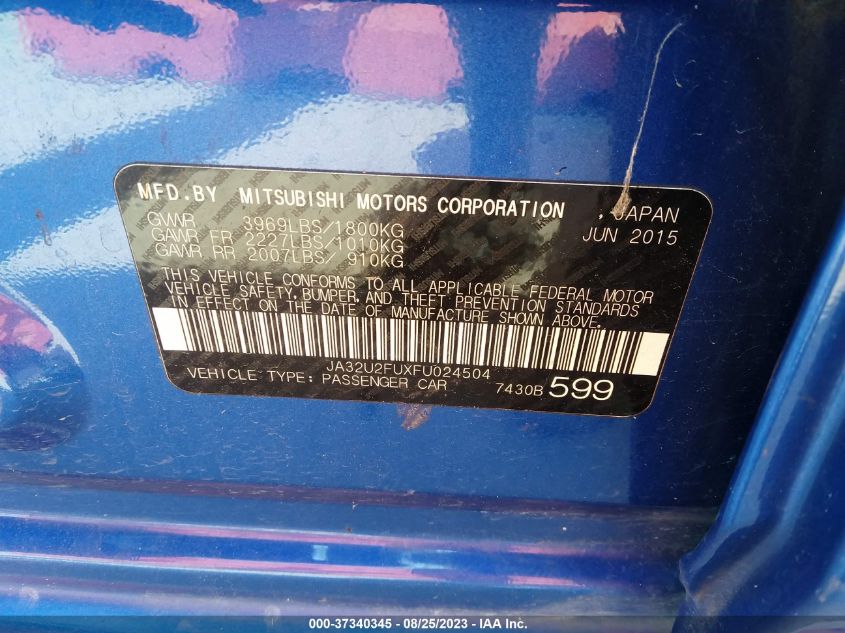 MFD.BY MITSUBISHI MOTORS CORPORATION , JAPAN
GVWR 3969LBS/1800KG JUN 2015
GAWR FR 2227LBS/1010KG
GAWR RR 2007LBS/ 910KG
THIS VEHICLE CONFORMS TO ALL APPLICABLE FEDERAL MOTOR
VEHICLE SAFETY, BUMPER, AND THEFT PREVENTION STANDARDS
IN EFFECT ON THE DATE OF MANUFACTURE SHOWN ABOVE.
JA32U2FUXFU024504
VEHICLE TYPE: PASSENGER CAR 7430B 599
000-37340345 - 08/25/2023 - IAA Inc.